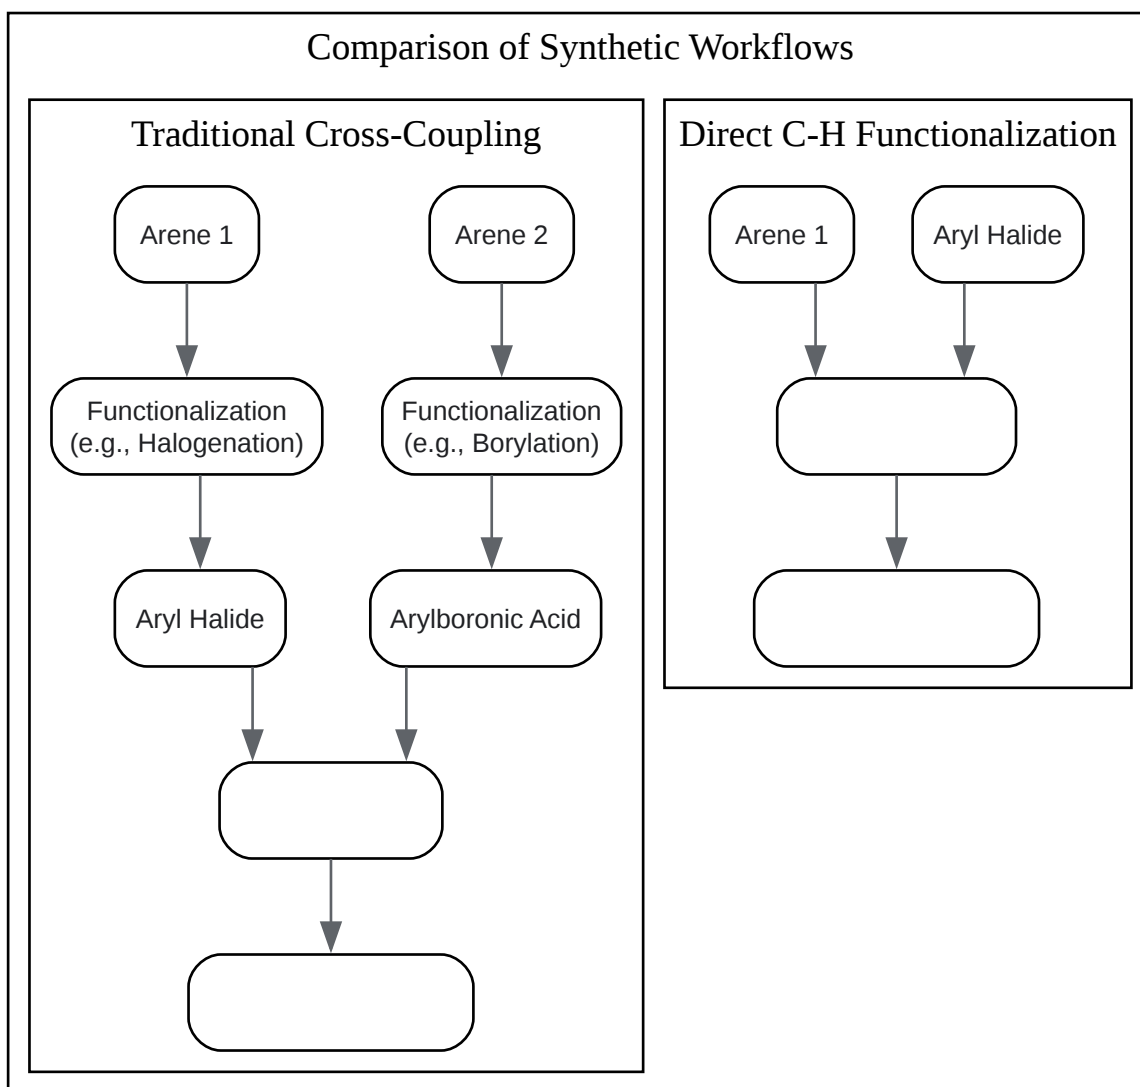 Comparison of Synthetic Workflows
Traditional Cross-Coupling
Arene 1
Arene 2
Functionalization
(e.g., Halogenation)
Functionalization
(e.g., Borylation)
Aryl Halide
Arylboronic Acid
Direct C-H Functionalization
Arene 1
Aryl Halide